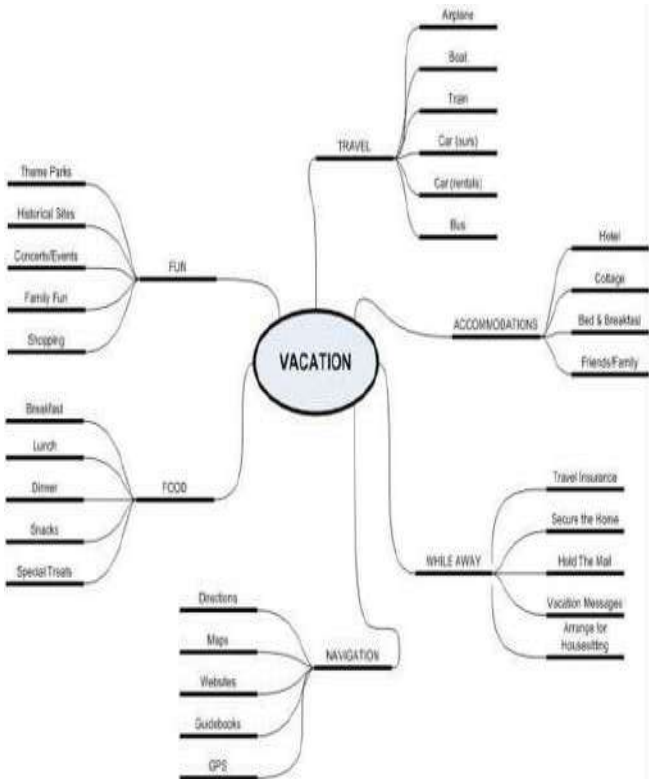 VACATION
TRAVEL
Airplane
Boat
Train
Car (ours)
Car (rentals)
Bus
ACCOMMODATIONS
Hotel
Cottage
Bed & Breakfast
Friends/Family
WHILE AWAY
Travel Insurance
Secure the Home
Hold The Mail
Vacation Messages
Arrange for
Housesitting
NAVIGATION
Directions
Maps
Websites
Guidebooks
GPS
FOOD
Breakfast
Lunch
Dinner
Snacks
Special Treats
FUN
Theme Parks
Historical Sites
Concerts/Events
Family Fun
Shopping